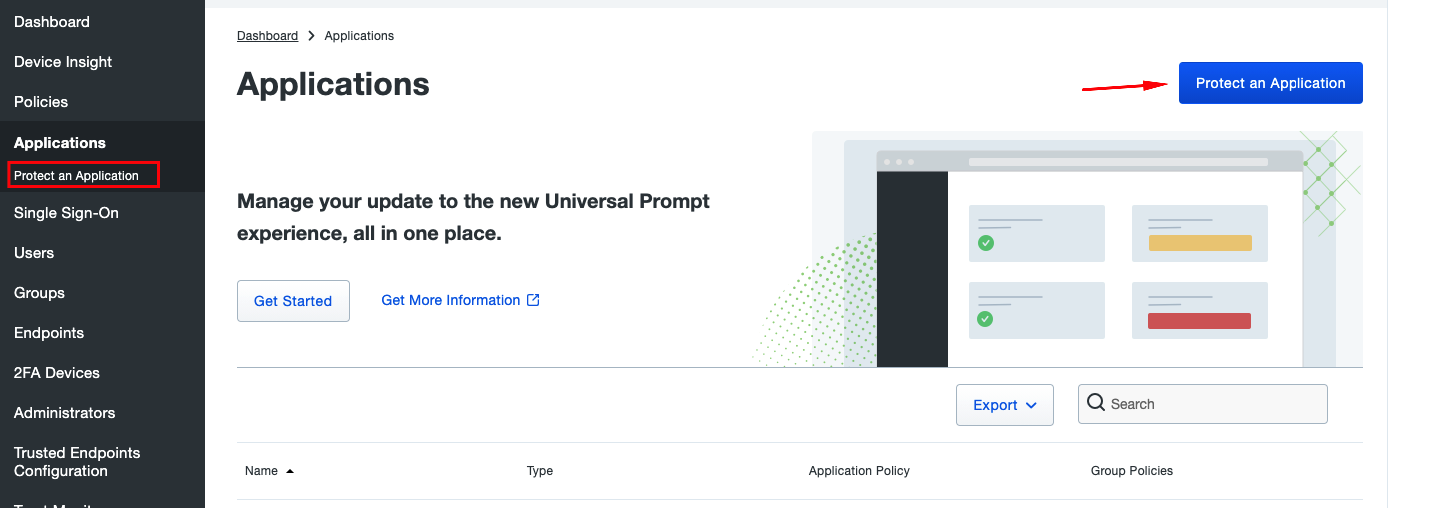 Dashboard
Device Insight
Policies
Applications
Protect an Application
Single Sign-On
Users
Groups
Endpoints
2FA Devices
Administrators
Trusted Endpoints
Configuration
Dashboard > Applications
Applications
Protect an Application
Manage your update to the new Universal Prompt
experience, all in one place.
Get Started
Get More Information
Export
Search
Name Type Application Policy Group Policies